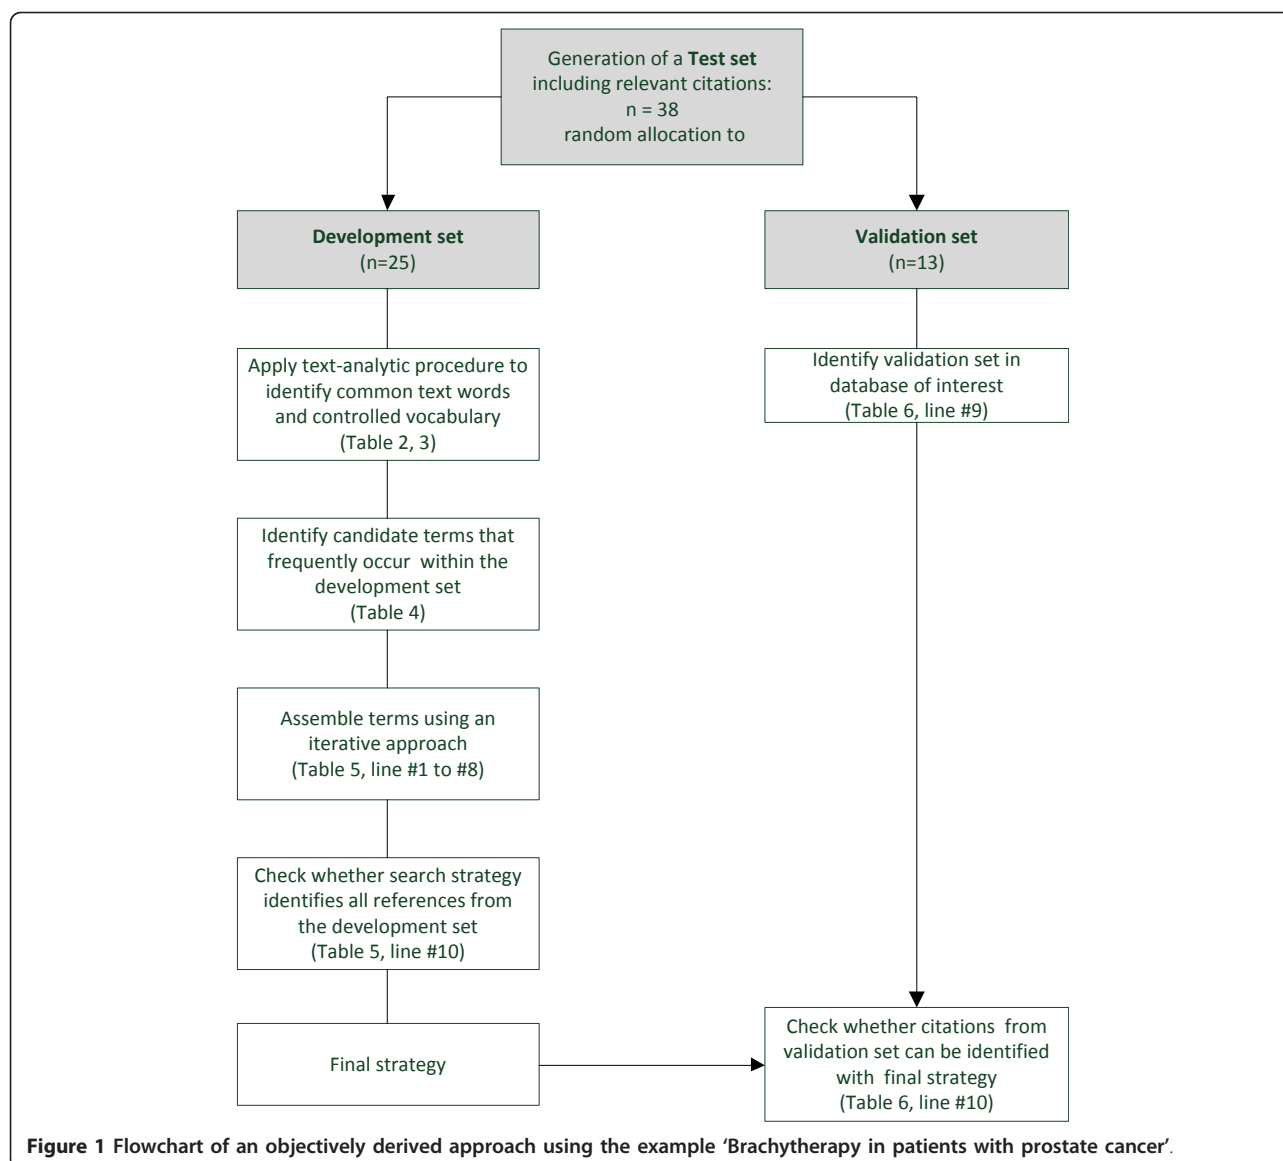 Generation of a Test set
including relevant citations:
n = 38
random allocation to
Development set
(n=25)
Validation set
(n=13)
Apply text-analytic procedure to
identify common text words
and controlled vocabulary
(Table 2, 3)
Identify validation set in
database of interest
(Table 6, line #9)
Identify candidate terms that
frequently occur within the
development set
(Table 4)
Assemble terms using an
iterative approach
(Table 5, line #1 to #8)
Check whether search strategy
identifies all references from
the development set
(Table 5, line #10)
Final strategy
Check whether citations from
validation set can be identified
with final strategy
(Table 6, line #10)
Figure 1 Flowchart of an objectively derived approach using the example ‘Brachytherapy in patients with prostate cancer’.